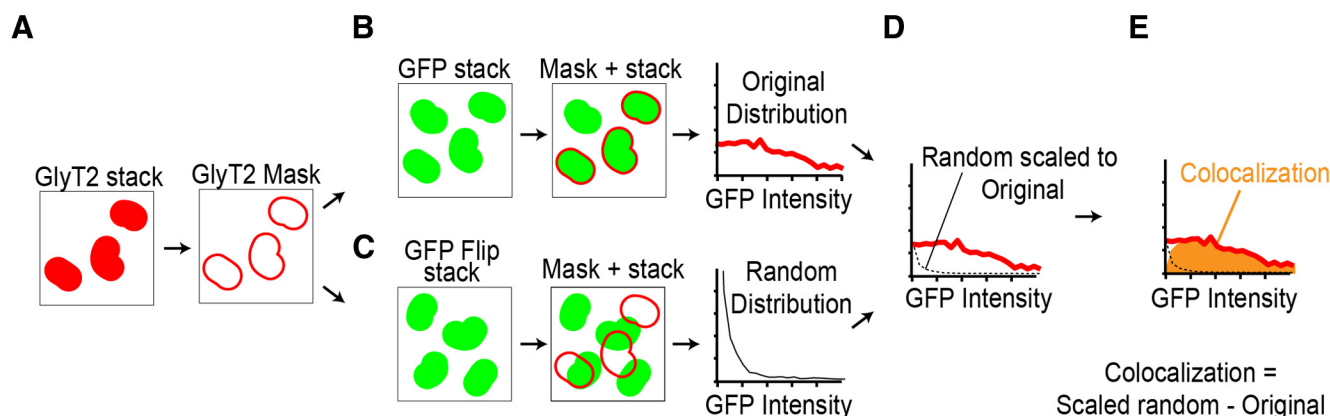 A
GlyT2 stack
GlyT2 Mask
B
GFP stack
Mask + stack
Original
Distribution
GFP Intensity
C
GFP Flip
stack
Mask + stack
Random
Distribution
GFP Intensity
D
Random scaled to
Original
GFP Intensity
E
Colocalization
GFP Intensity
Colocalization =
Scaled random - Original